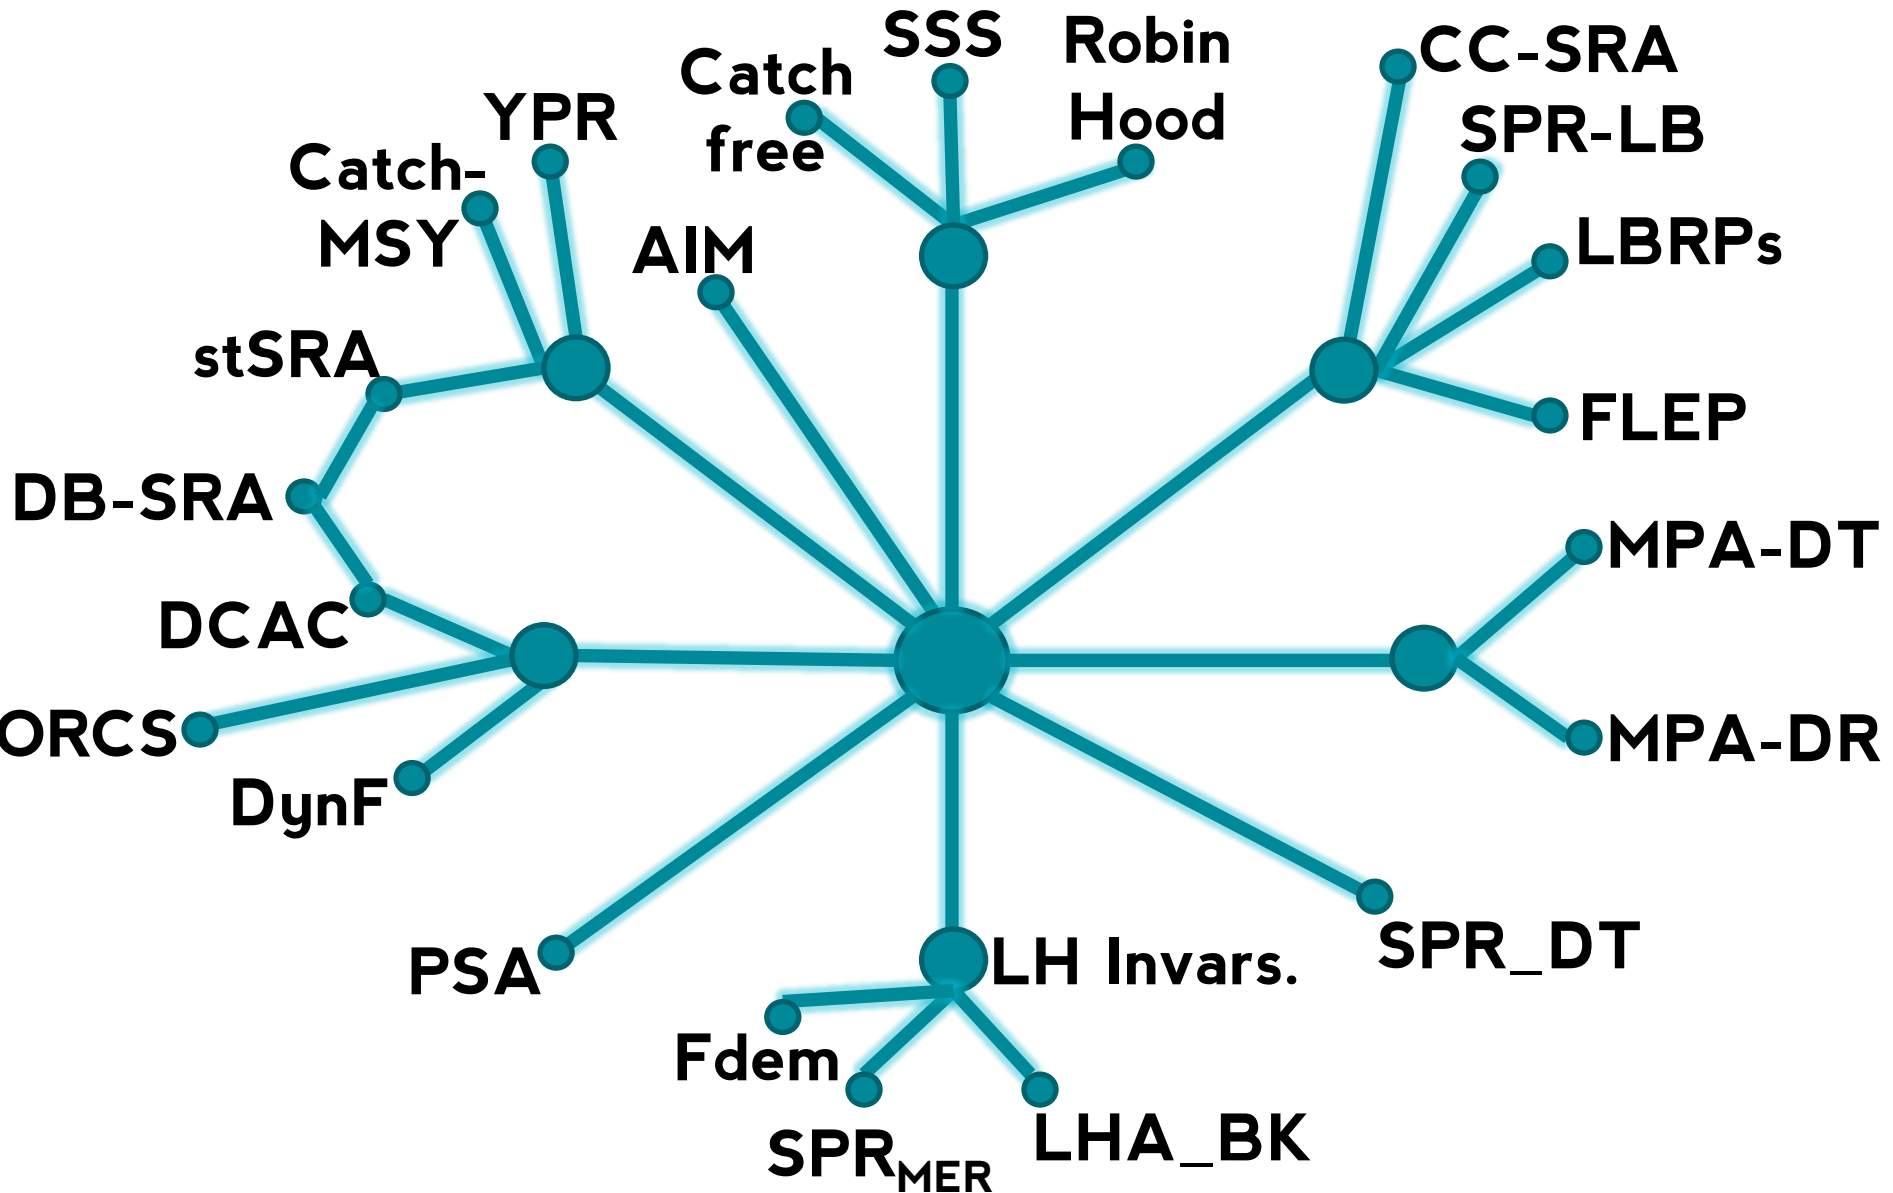 SSS
Robin
Hood
Catch
free
CC-SRA
SPR-LB
YPR
Catch-
MSY
AIM
LBRPs
stSRA
FLEP
DB-SRA
MPA-DT
DCAC
ORCS
MPA-DR
DynF
PSA
LH Invars.
SPR_DT
Fdem
SPRMER
LHA_BK